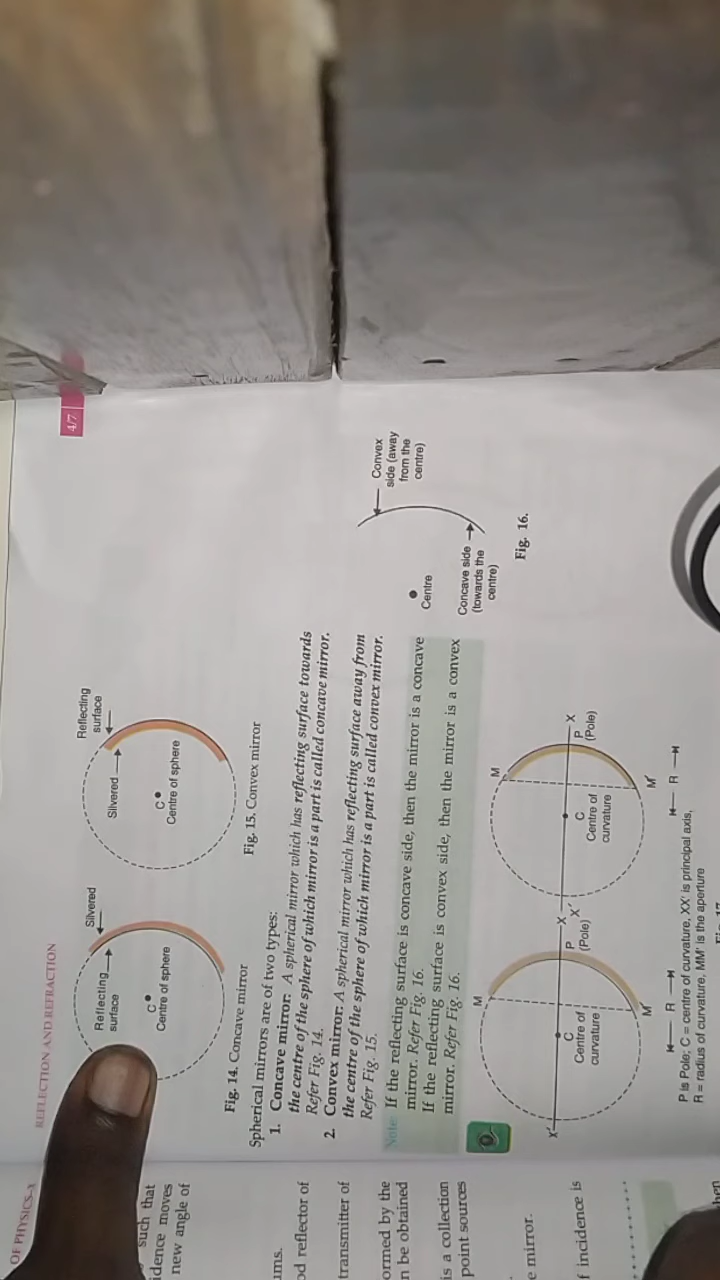 OF PHYSICS-1
such that
idence moves
new angle of
ums.
od reflector of
transmitter of
ormed by the
n be obtained
is a collection
point sources
e mirror.
f incidence is
REFLECTION AND REFRACTION
4/7
Silvered
Reflecting
surface
C
Centre of sphere
Fig. 14. Concave mirror
Reflecting
surface
Silvered
C
Centre of sphere
Fig. 15. Convex mirror
Spherical mirrors are of two types:
1. Concave mirror: A spherical mirror which has reflecting surface towards
the centre of the sphere of which mirror is a part is called concave mirror.
Refer Fig. 14.
2. Convex mirror: A spherical mirror which has reflecting surface away from
the centre of the sphere of which mirror is a part is called convex mirror.
Refer Fig. 15.
Note If the reflecting surface is concave side, then the mirror is a concave
mirror. Refer Fig. 16.
If the reflecting surface is convex side, then the mirror is a convex
mirror. Refer Fig. 16.
Convex
side (away
from the
centre)
Centre
Concave side
(towards the
centre)
Fig. 16.
M
X'
C
Centre of
curvature
P
(Pole)
X
M'
R
M
X'
C
Centre of
curvature
X
P
(Pole)
M'
R
P is Pole; C = centre of curvature, XX' is principal axis,
R = radius of curvature, MM' is the aperture